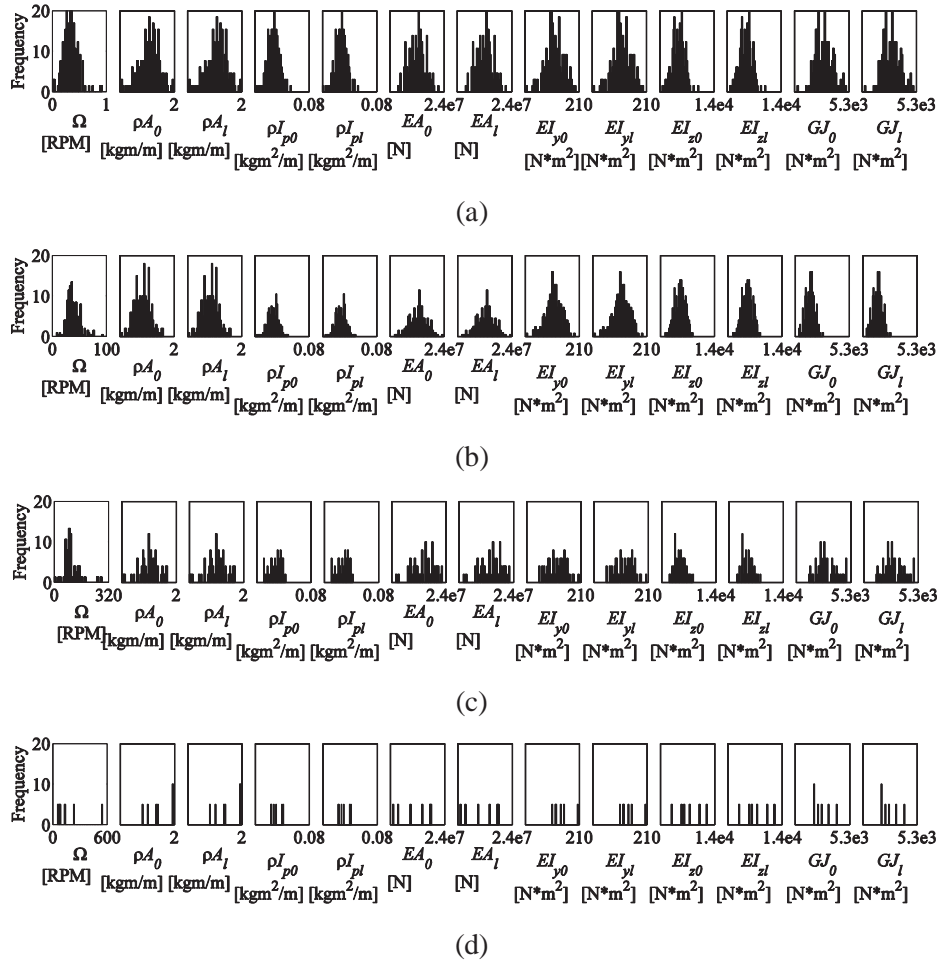 Frequency
20
10
0
0 1 2 2 0.08 0.08 2.4e7 2.4e7 210 210 1.4e4 1.4e4 5.3e3 5.3e3
Ω ρA0 ρAl ρIp0 ρIpl EA0 EAl EIy0 EIyl EIz0 EIzl GJ0 GJl
[RPM] [kgm/m] [kgm/m] [kgm²/m] [kgm²/m] [N] [N] [N*m²] [N*m²] [N*m²] [N*m²] [N*m²] [N*m²]
(a)
Frequency
20
10
0
0 100 2 2 0.08 0.08 2.4e7 2.4e7 210 210 1.4e4 1.4e4 5.3e3 5.3e3
Ω ρA0 ρAl ρIp0 ρIpl EA0 EAl EIy0 EIyl EIz0 EIzl GJ0 GJl
[RPM] [kgm/m] [kgm/m] [kgm²/m] [kgm²/m] [N] [N] [N*m²] [N*m²] [N*m²] [N*m²] [N*m²] [N*m²]
(b)
Frequency
20
10
0
0 320 2 2 0.08 0.08 2.4e7 2.4e7 210 210 1.4e4 1.4e4 5.3e3 5.3e3
Ω ρA0 ρAl ρIp0 ρIpl EA0 EAl EIy0 EIyl EIz0 EIzl GJ0 GJl
[RPM] [kgm/m] [kgm/m] [kgm²/m] [kgm²/m] [N] [N] [N*m²] [N*m²] [N*m²] [N*m²] [N*m²] [N*m²]
(c)
Frequency
20
10
0
0 600 2 2 0.08 0.08 2.4e7 2.4e7 210 210 1.4e4 1.4e4 5.3e3 5.3e3
Ω ρA0 ρAl ρIp0 ρIpl EA0 EAl EIy0 EIyl EIz0 EIzl GJ0 GJl
[RPM] [kgm/m] [kgm/m] [kgm²/m] [kgm²/m] [N] [N] [N*m²] [N*m²] [N*m²] [N*m²] [N*m²] [N*m²]
(d)